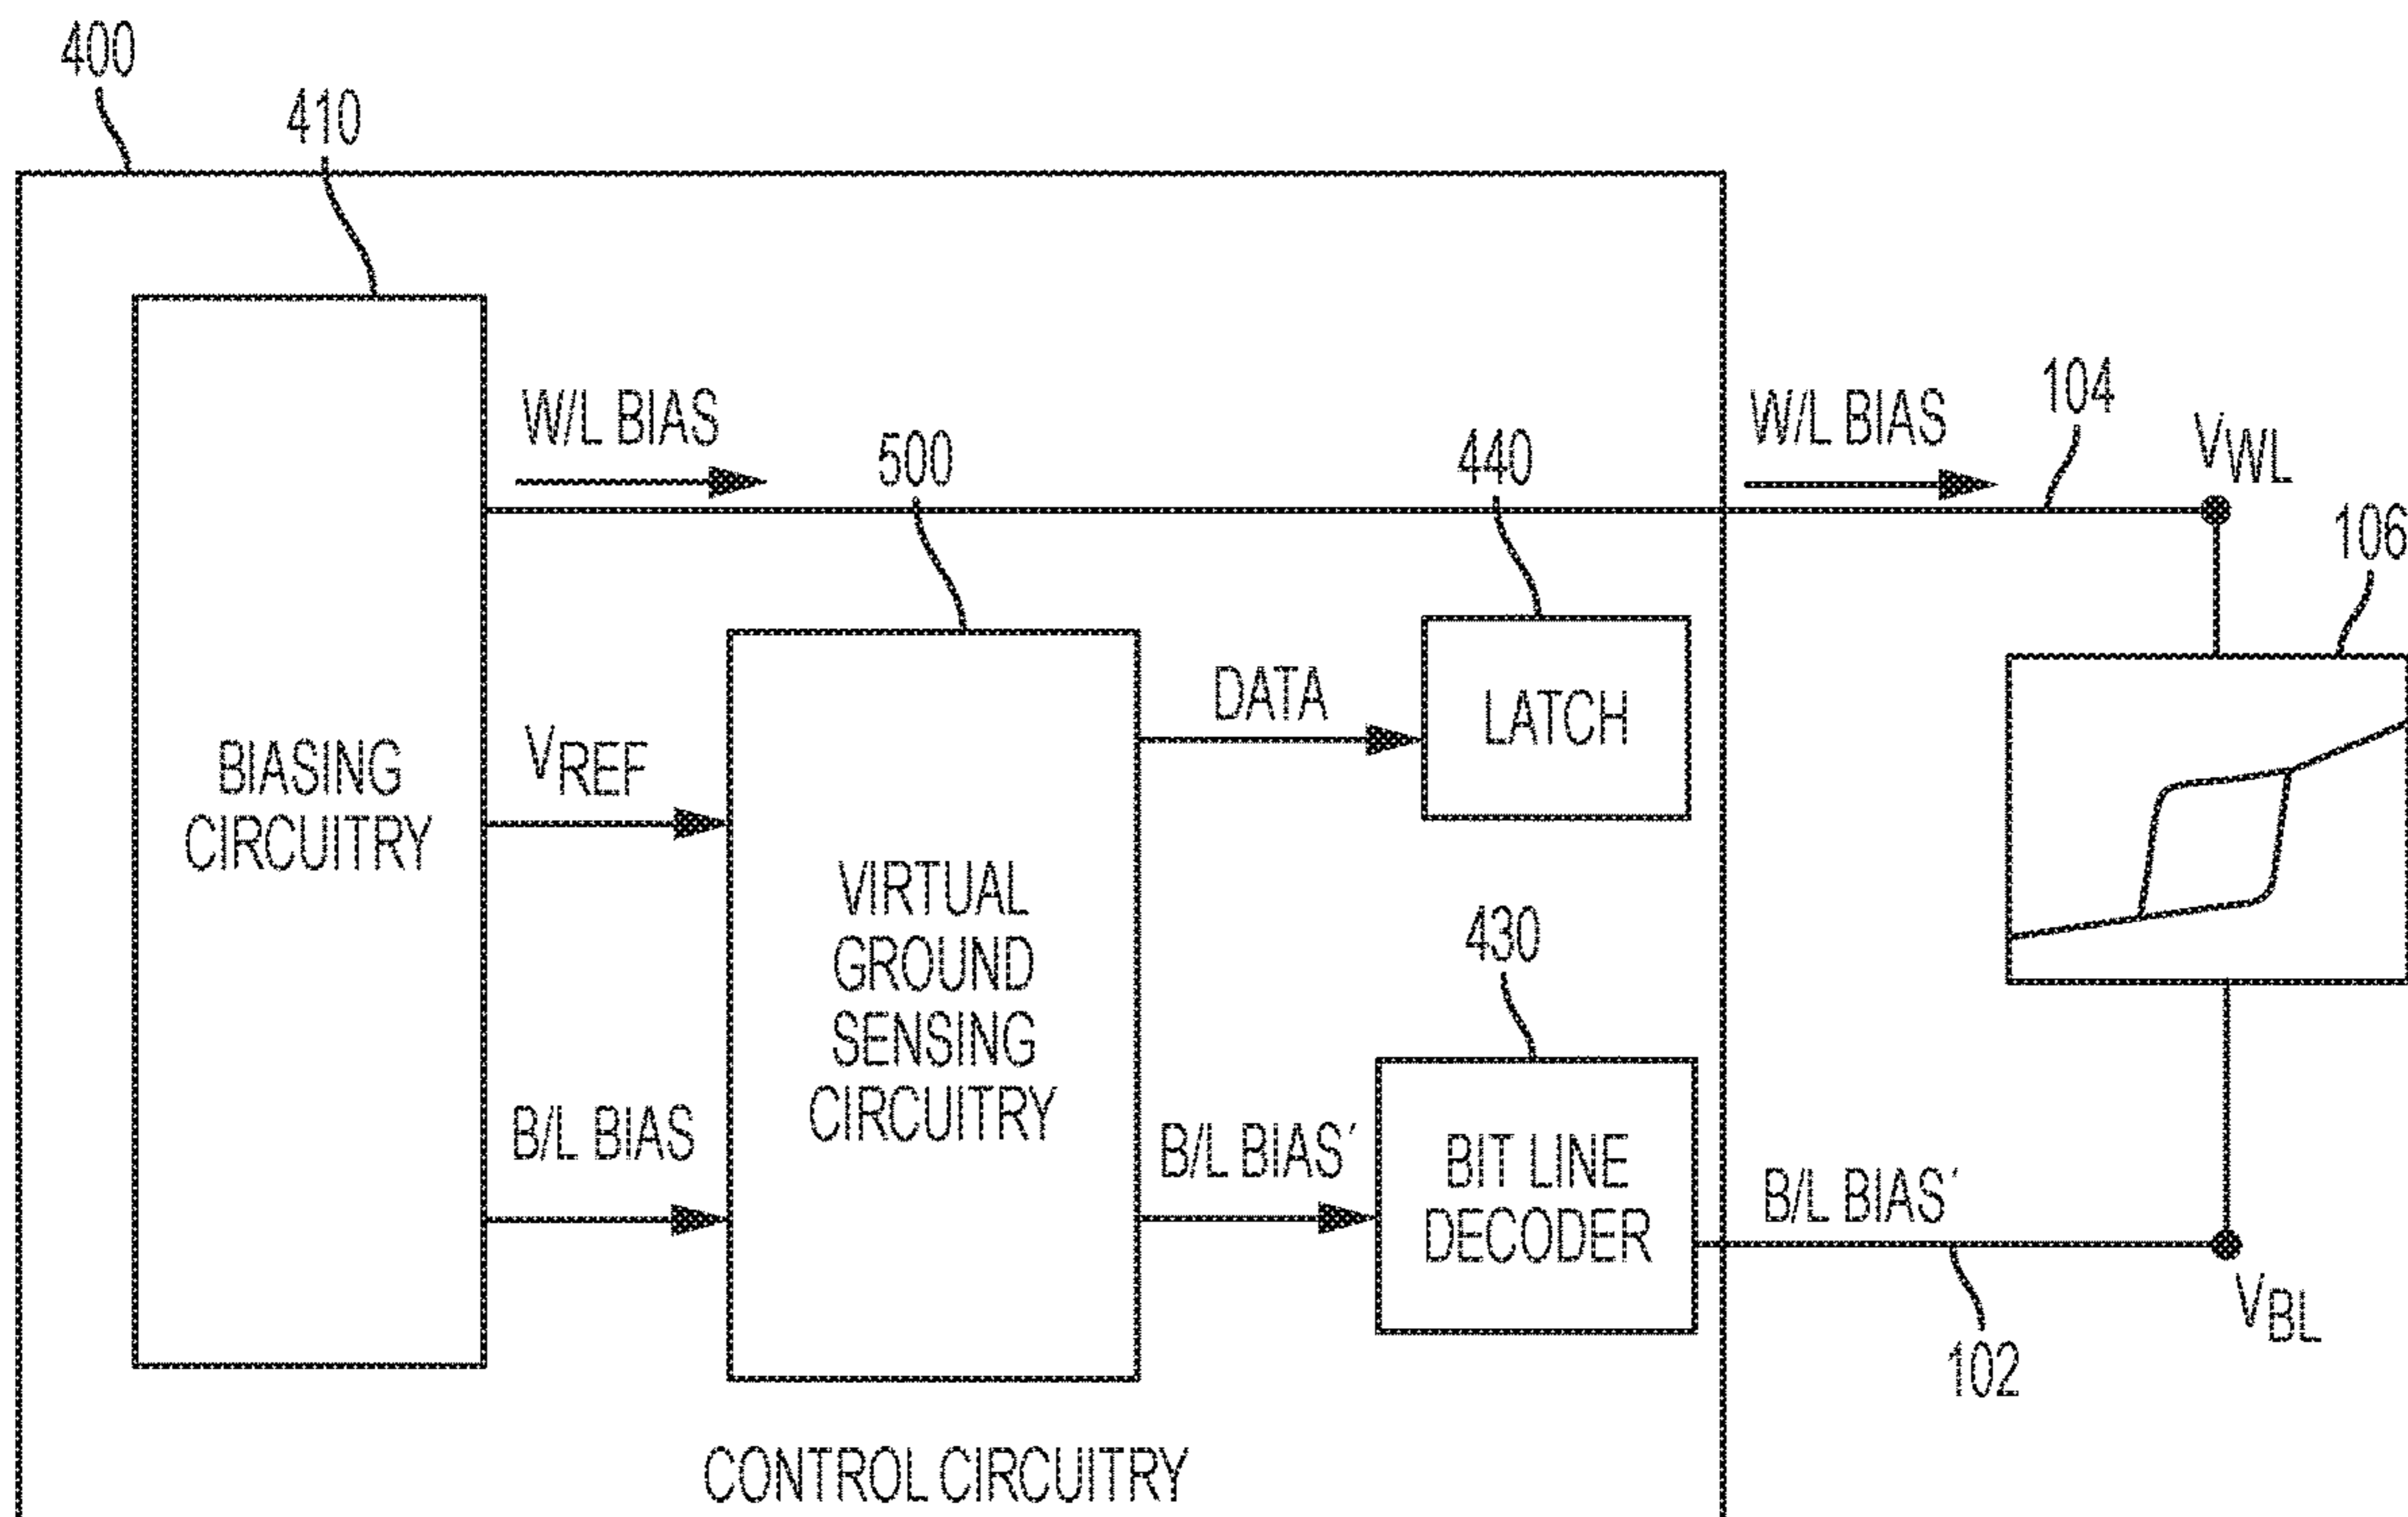 400
410
W/L BIAS
500
440
W/L BIAS
104
VWL
106
BIASING
CIRCUITRY
VREF
DATA
LATCH
VIRTUAL
GROUND
SENSING
CIRCUITRY
430
B/L BIAS
B/L BIAS′
BIT LINE
DECODER
B/L BIAS′
102
VBL
CONTROL CIRCUITRY